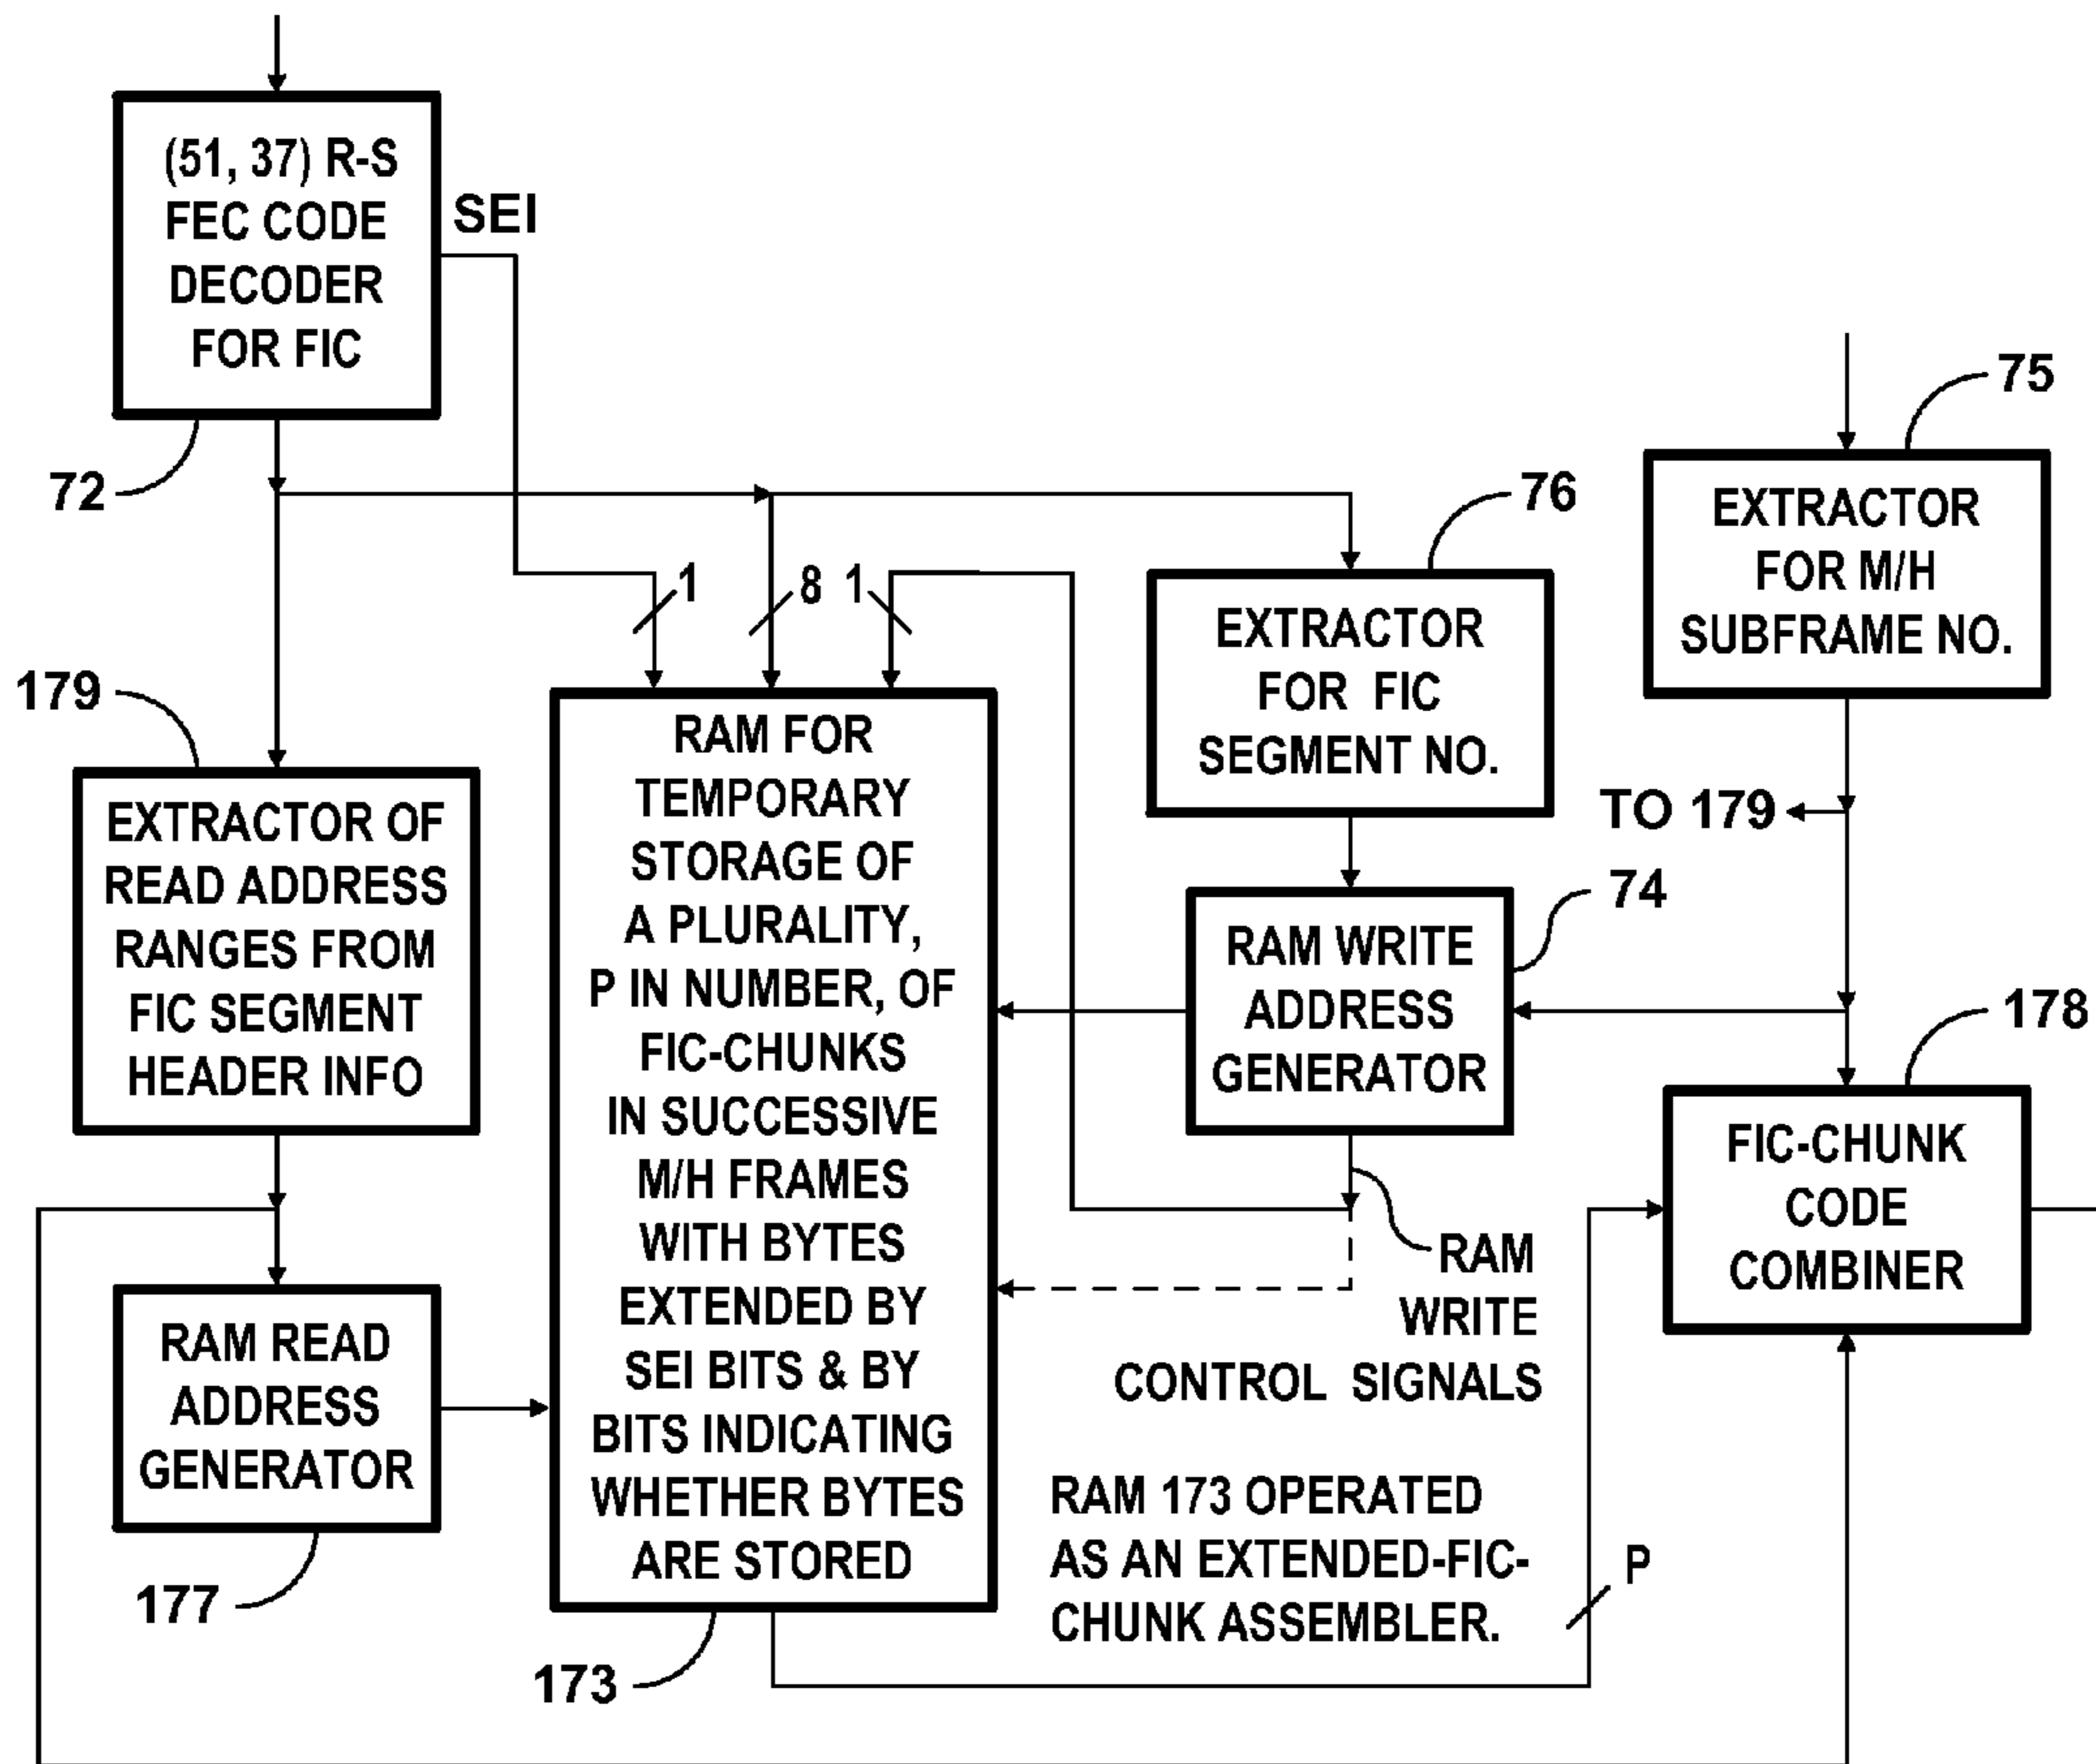 (51, 37) R-S
FEC CODE
DECODER
FOR FIC
SEI
72
75
EXTRACTOR
FOR M/H
SUBFRAME NO.
76
EXTRACTOR
FOR FIC
SEGMENT NO.
1
8
1
179
EXTRACTOR OF
READ ADDRESS
RANGES FROM
FIC SEGMENT
HEADER INFO
RAM FOR
TEMPORARY
STORAGE OF
A PLURALITY,
P IN NUMBER, OF
FIC-CHUNKS
IN SUCCESSIVE
M/H FRAMES
WITH BYTES
EXTENDED BY
SEI BITS & BY
BITS INDICATING
WHETHER BYTES
ARE STORED
TO 179
74
RAM WRITE
ADDRESS
GENERATOR
178
FIC-CHUNK
CODE
COMBINER
RAM
WRITE
CONTROL SIGNALS
RAM READ
ADDRESS
GENERATOR
177
RAM 173 OPERATED
AS AN EXTENDED-FIC-
CHUNK ASSEMBLER.
P
173